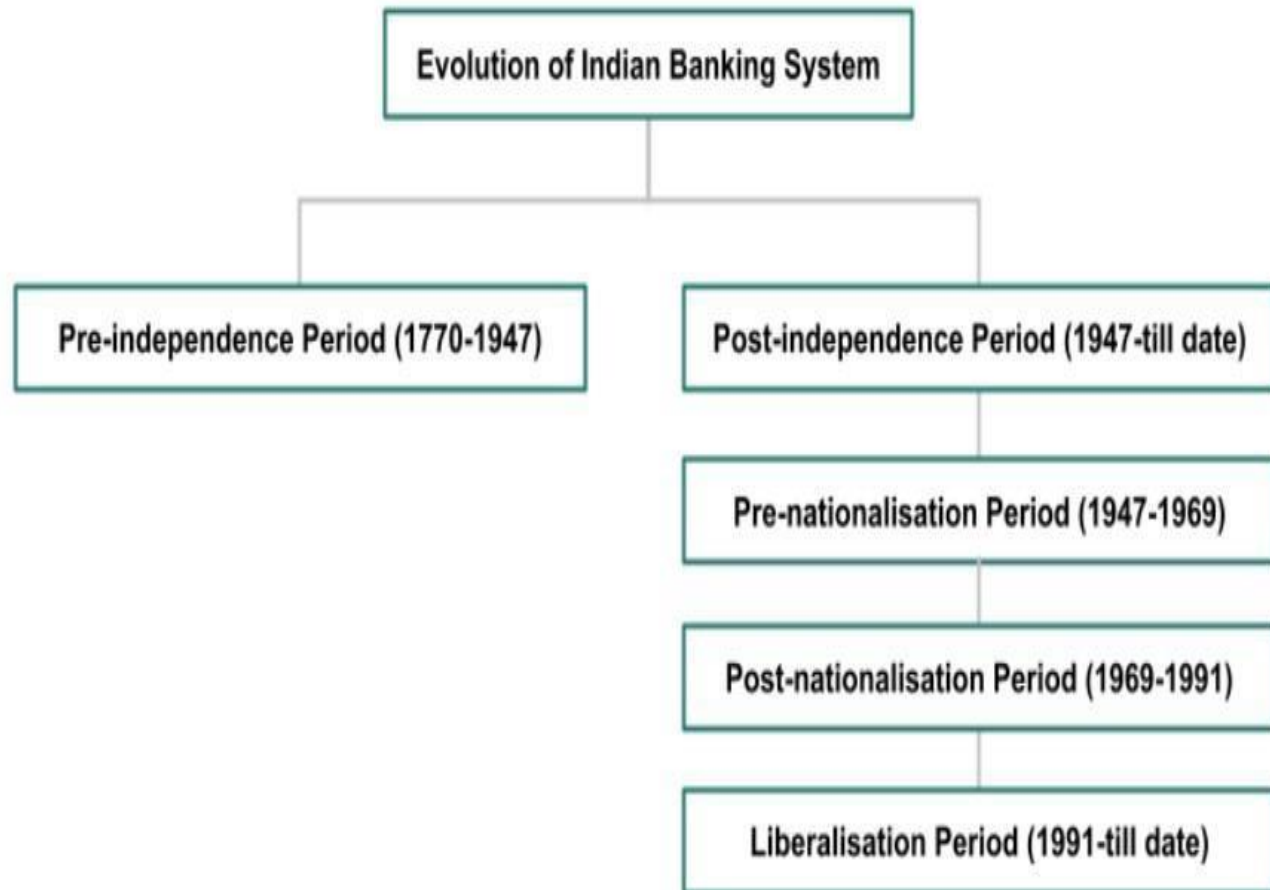 Evolution of Indian Banking System
Pre-independence Period (1770-1947)
Post-independence Period (1947-till date)
Pre-nationalisation Period (1947-1969)
Post-nationalisation Period (1969-1991)
Liberalisation Period (1991-till date)